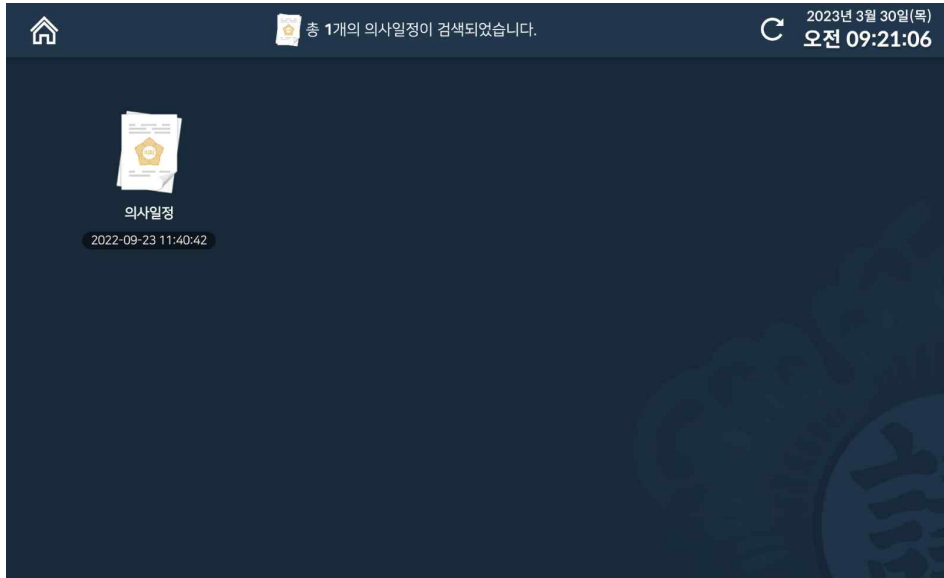 총 1개의 의사일정이 검색되었습니다.
2023년 3월 30일(목)
오전 09:21:06
의사일정
2022-09-23 11:40:42